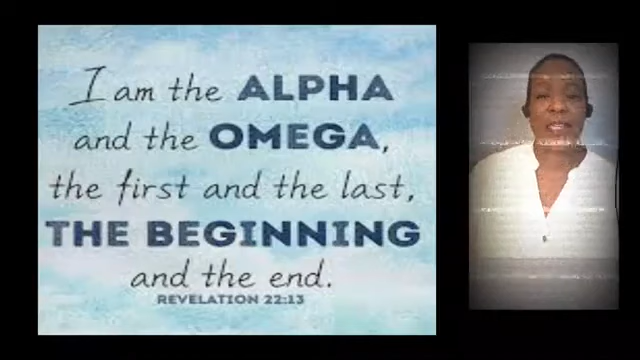 I am the ALPHA
and the OMEGA,
the first and the last,
THE BEGINNING
and the end.
REVELATION 22:13